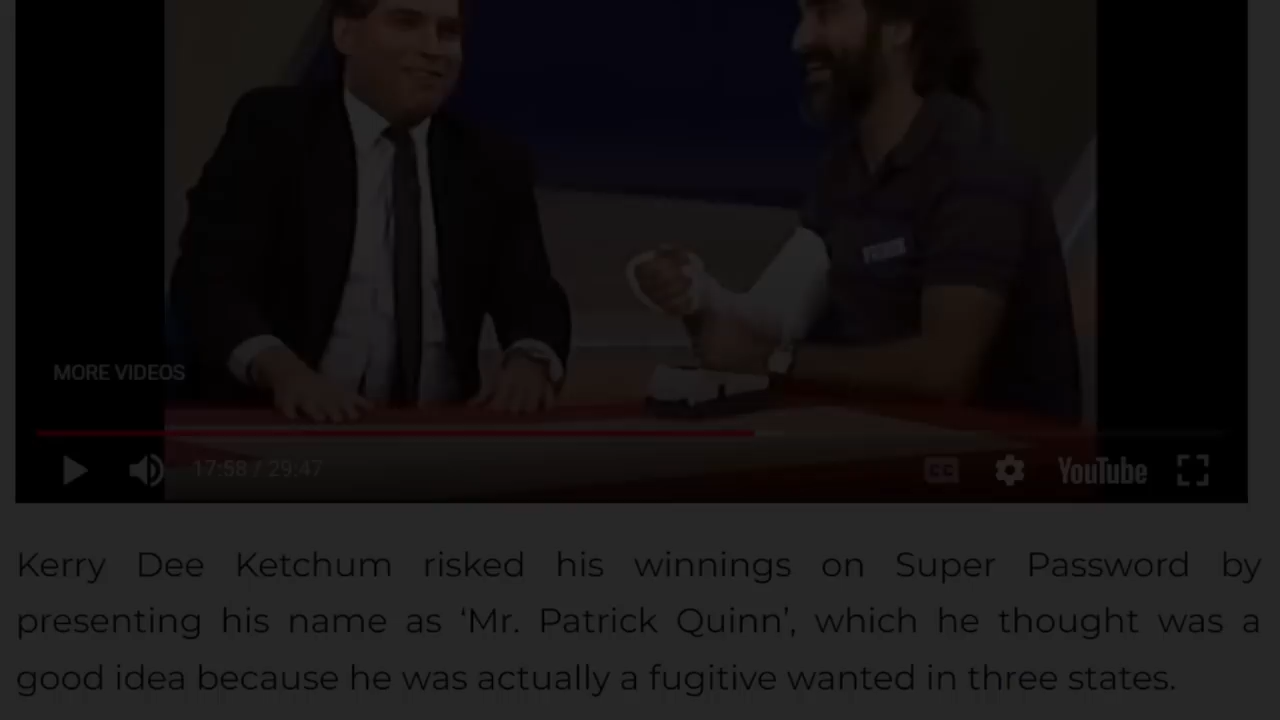 MORE VIDEOS
17:58 / 29:47
CC
YouTube
Kerry Dee Ketchum risked his winnings on Super Password by
presenting his name as ‘Mr. Patrick Quinn’, which he thought was a
good idea because he was actually a fugitive wanted in three states.